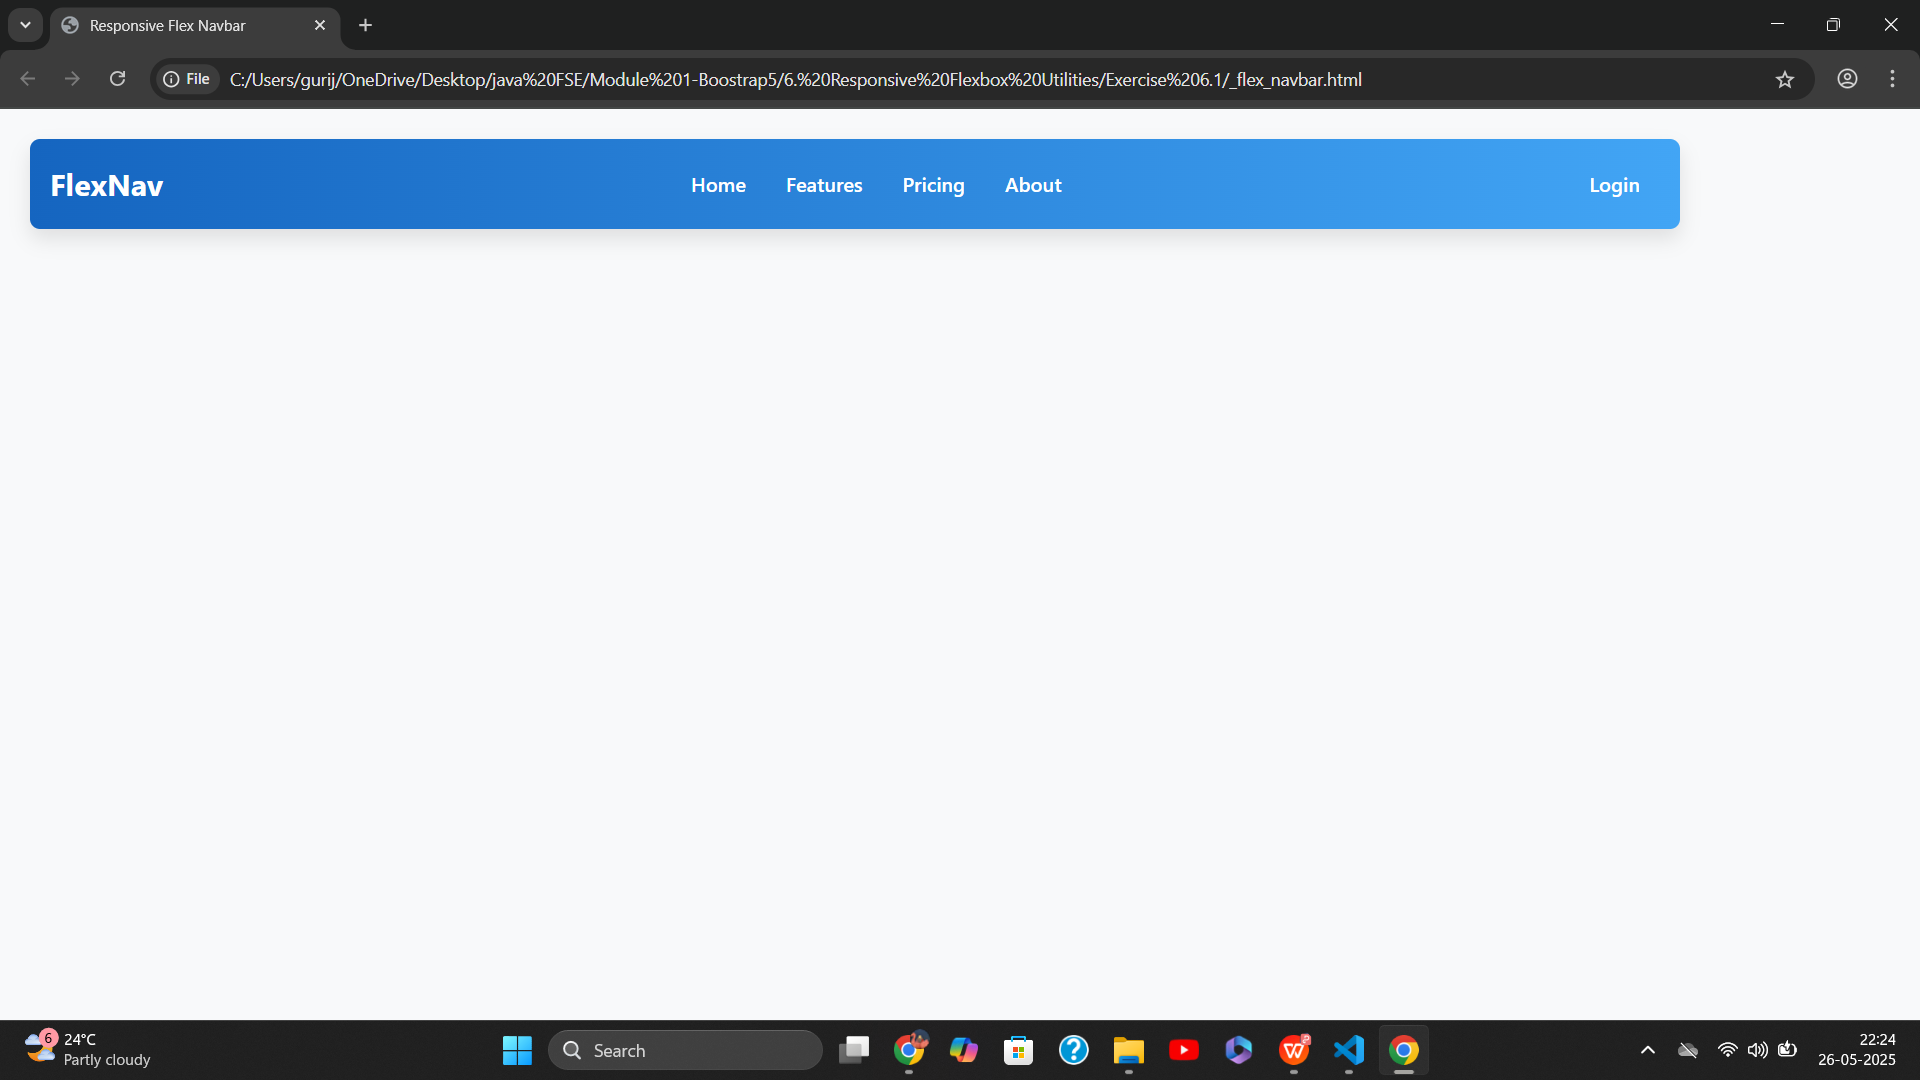 Responsive Flex Navbar
File C:/Users/gurij/OneDrive/Desktop/java%20FSE/Module%201-Boostrap5/6.%20Responsive%20Flexbox%20Utilities/Exercise%206.1/_flex_navbar.html
FlexNav Home Features Pricing About Login
6 24°C
Partly cloudy
Search
22:24
26-05-2025